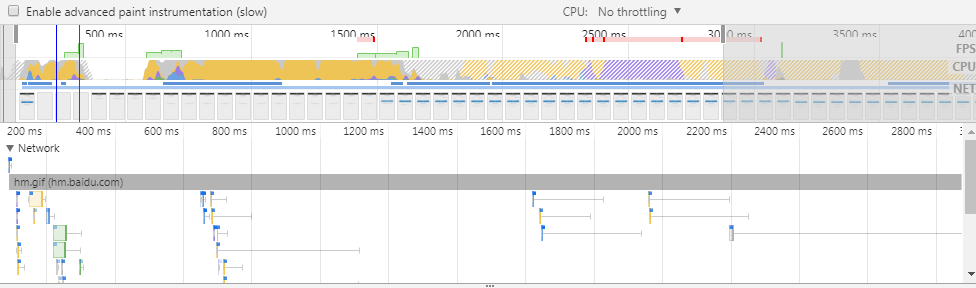 Enable advanced paint instrumentation (slow) CPU: No throttling ▼
500 ms 1000 ms 1500 ms 2000 ms 2500 ms 3500 ms
FPS
CPU
NET
200 ms 400 ms 600 ms 800 ms 1000 ms 1200 ms 1400 ms 1600 ms 1800 ms 2000 ms 2200 ms 2400 ms 2600 ms 2800 ms
▼ Network
hm.gif (hm.baidu.com)
...